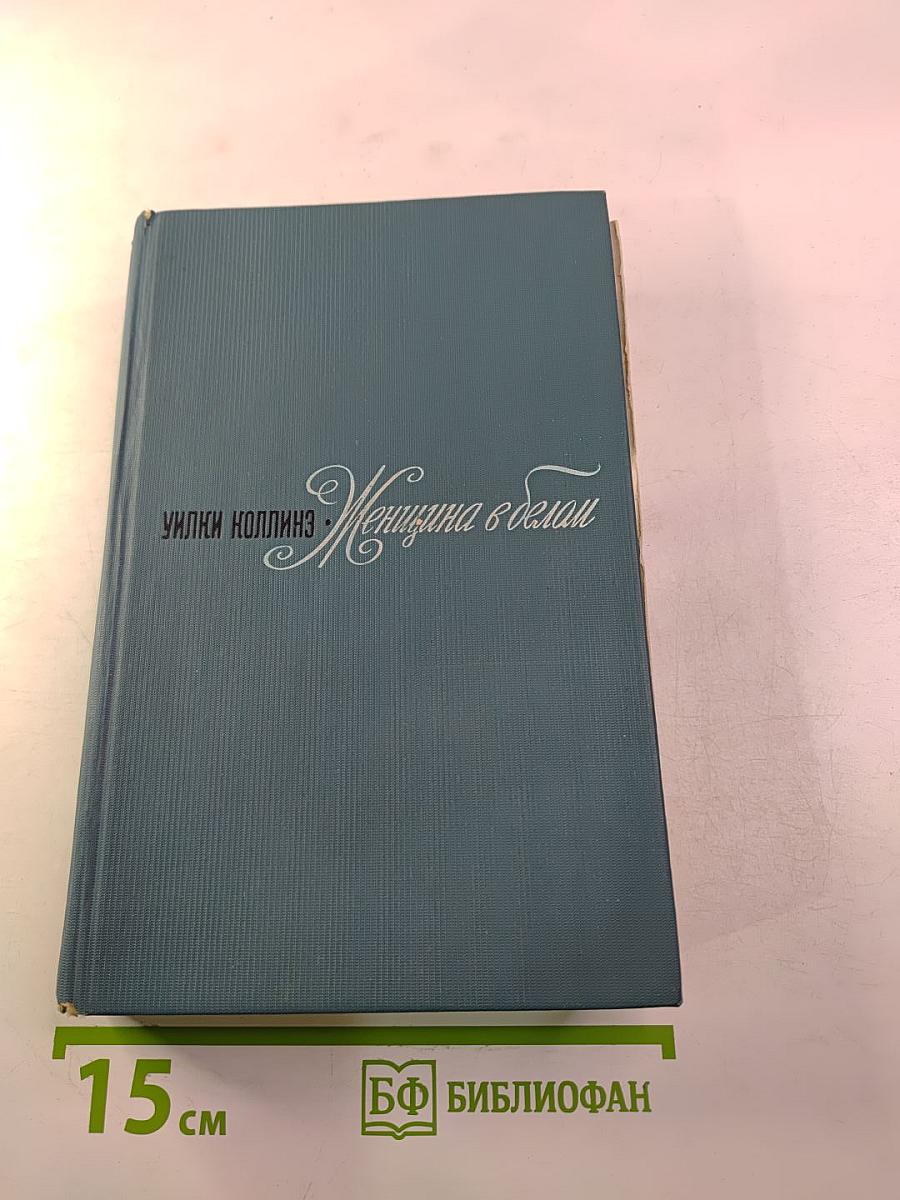 УИЛКИ КОЛЛИНЗ · Женщина в белом
15 см
БФ БИБЛИОФАН